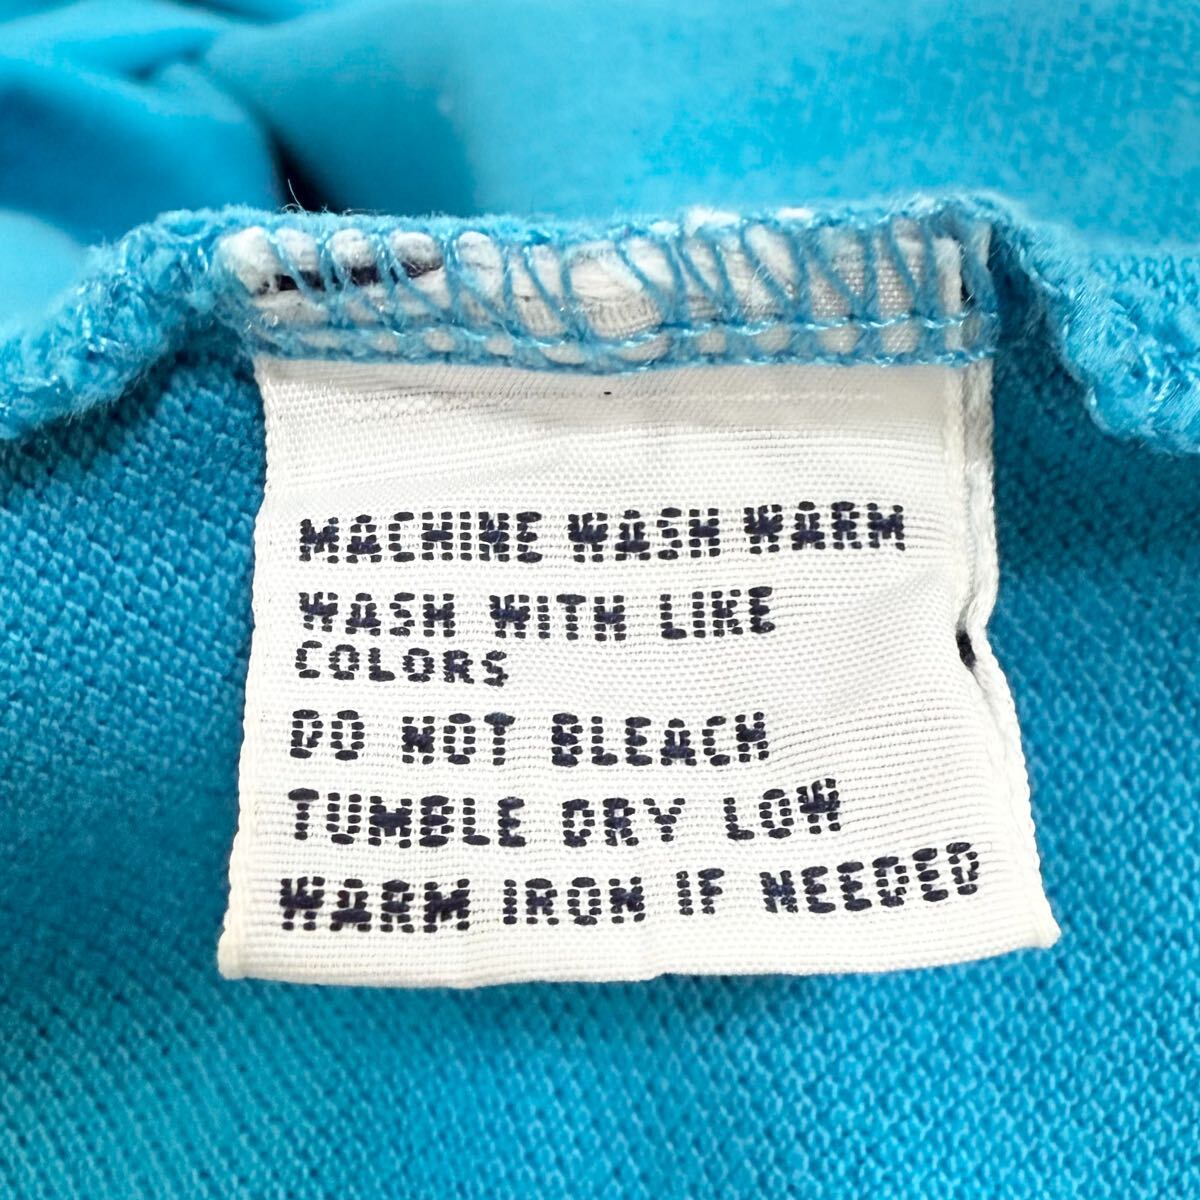 MACHINE WASH WARM
WASH WITH LIKE
COLORS
DO NOT BLEACH
TUMBLE DRY LOW
WARM IRON IF NEEDED